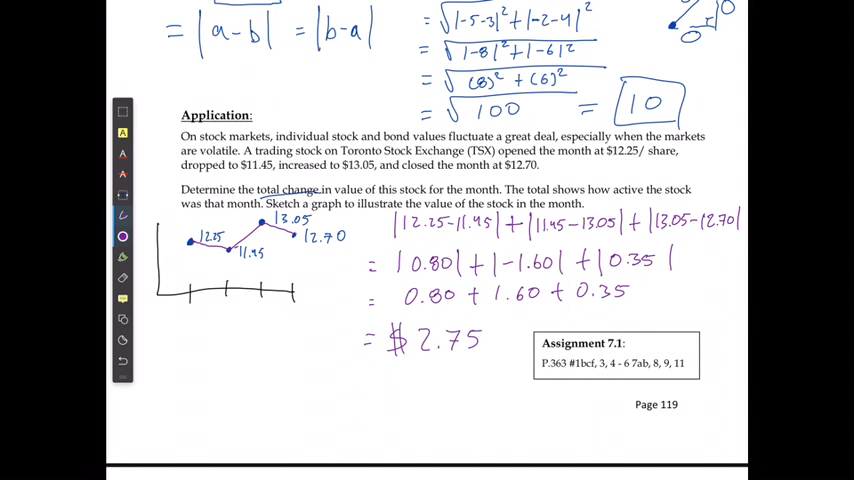 = |a-b| = |b-a|
= √|-5-3|² + |-2-4|²
= √|-8|² + |-6|²
= √(8)² + (6)²
= √100 = 10
Application:
On stock markets, individual stock and bond values fluctuate a great deal, especially when the markets
are volatile. A trading stock on Toronto Stock Exchange (TSX) opened the month at $12.25/ share,
dropped to $11.45, increased to $13.05, and closed the month at $12.70.
Determine the total change in value of this stock for the month. The total shows how active the stock
was that month. Sketch a graph to illustrate the value of the stock in the month.
12.25
11.45
13.05
12.70
|12.25-11.45| + |11.45-13.05| + |13.05-12.70|
= |0.80| + |-1.60| + |0.35|
= 0.80 + 1.60 + 0.35
= $2.75
Assignment 7.1:
P.363 #1bcf, 3, 4 - 6 7ab, 8, 9, 11
Page 119